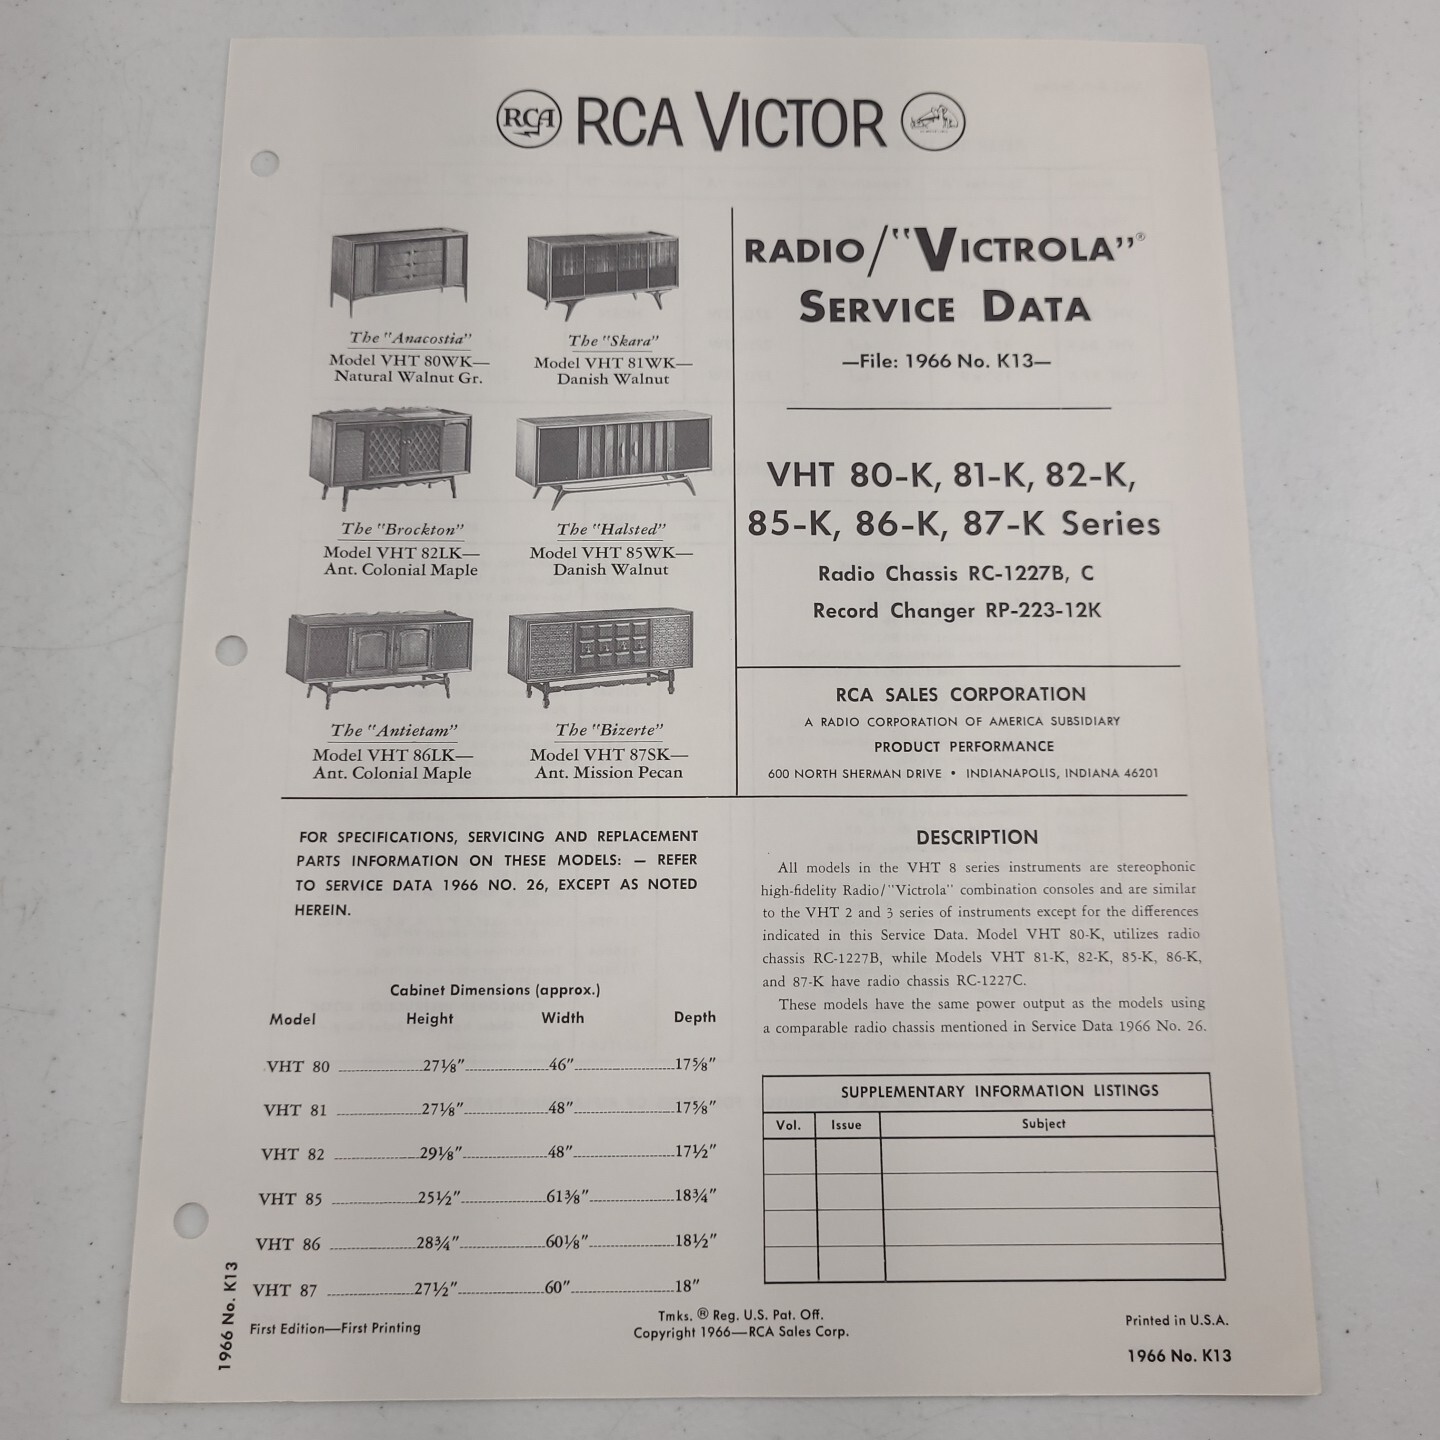 RCA RCA VICTOR
The "Anacostia"
Model VHT 80WK—
Natural Walnut Gr.
The "Skara"
Model VHT 81WK—
Danish Walnut
The "Brockton"
Model VHT 82LK—
Ant. Colonial Maple
The "Halsted"
Model VHT 85WK—
Danish Walnut
The "Antietam"
Model VHT 86LK—
Ant. Colonial Maple
The "Bizerte"
Model VHT 87SK—
Ant. Mission Pecan
RADIO/"VICTROLA"®
SERVICE DATA
—File: 1966 No. K13—
VHT 80-K, 81-K, 82-K,
85-K, 86-K, 87-K Series
Radio Chassis RC-1227B, C
Record Changer RP-223-12K
RCA SALES CORPORATION
A RADIO CORPORATION OF AMERICA SUBSIDIARY
PRODUCT PERFORMANCE
600 NORTH SHERMAN DRIVE • INDIANAPOLIS, INDIANA 46201
FOR SPECIFICATIONS, SERVICING AND REPLACEMENT
PARTS INFORMATION ON THESE MODELS: — REFER
TO SERVICE DATA 1966 NO. 26, EXCEPT AS NOTED
HEREIN.
Cabinet Dimensions (approx.)
Model Height Width Depth
VHT 80 27⅛" 46" 17⅝"
VHT 81 27⅛" 48" 17⅝"
VHT 82 29⅛" 48" 17½"
VHT 85 25½" 61⅜" 18¾"
VHT 86 28¾" 60⅛" 18½"
VHT 87 27½" 60" 18"
DESCRIPTION
All models in the VHT 8 series instruments are stereophonic
high-fidelity Radio/"Victrola" combination consoles and are similar
to the VHT 2 and 3 series of instruments except for the differences
indicated in this Service Data. Model VHT 80-K, utilizes radio
chassis RC-1227B, while Models VHT 81-K, 82-K, 85-K, 86-K,
and 87-K have radio chassis RC-1227C.
These models have the same power output as the models using
a comparable radio chassis mentioned in Service Data 1966 No. 26.
SUPPLEMENTARY INFORMATION LISTINGS
Vol. Issue Subject
1966 No. K13
First Edition—First Printing
Tmks. ® Reg. U.S. Pat. Off.
Copyright 1966—RCA Sales Corp.
Printed in U.S.A.
1966 No. K13